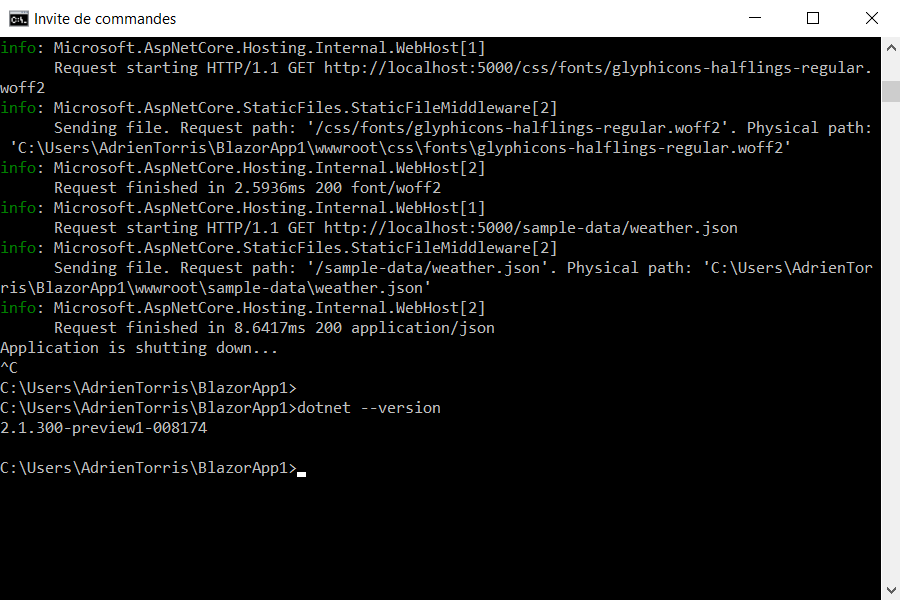 Invite de commandes
info: Microsoft.AspNetCore.Hosting.Internal.WebHost[1]
      Request starting HTTP/1.1 GET http://localhost:5000/css/fonts/glyphicons-halflings-regular.
woff2
info: Microsoft.AspNetCore.StaticFiles.StaticFileMiddleware[2]
      Sending file. Request path: '/css/fonts/glyphicons-halflings-regular.woff2'. Physical path:
 'C:\Users\AdrienTorris\BlazorApp1\wwwroot\css\fonts\glyphicons-halflings-regular.woff2'
info: Microsoft.AspNetCore.Hosting.Internal.WebHost[2]
      Request finished in 2.5936ms 200 font/woff2
info: Microsoft.AspNetCore.Hosting.Internal.WebHost[1]
      Request starting HTTP/1.1 GET http://localhost:5000/sample-data/weather.json
info: Microsoft.AspNetCore.StaticFiles.StaticFileMiddleware[2]
      Sending file. Request path: '/sample-data/weather.json'. Physical path: 'C:\Users\AdrienTor
ris\BlazorApp1\wwwroot\sample-data\weather.json'
info: Microsoft.AspNetCore.Hosting.Internal.WebHost[2]
      Request finished in 8.6417ms 200 application/json
Application is shutting down...
^C
C:\Users\AdrienTorris\BlazorApp1>
C:\Users\AdrienTorris\BlazorApp1>dotnet --version
2.1.300-preview1-008174
C:\Users\AdrienTorris\BlazorApp1>